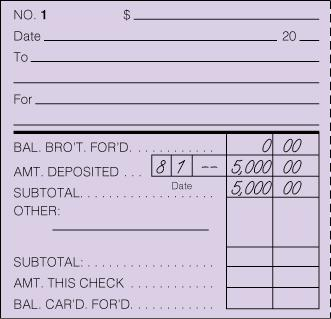 NO. 1 $
Date 20
To
For
BAL. BRO'T. FOR'D. . . . . . . . . . . . 0 00
AMT. DEPOSITED . . . 8 1 -- 5,000 00
Date
SUBTOTAL. . . . . . . . . . . . . . . . 5,000 00
OTHER:
SUBTOTAL: . . . . . . . . . . . . . .
AMT. THIS CHECK . . . . . . . . .
BAL. CAR'D. FOR'D. . . . . . . . .